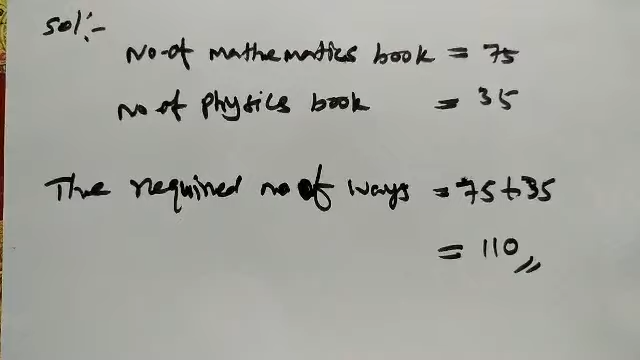 Sol:-
No of mathematics book = 75
No of physics book = 35
The required no of ways = 75 + 35
= 110,,